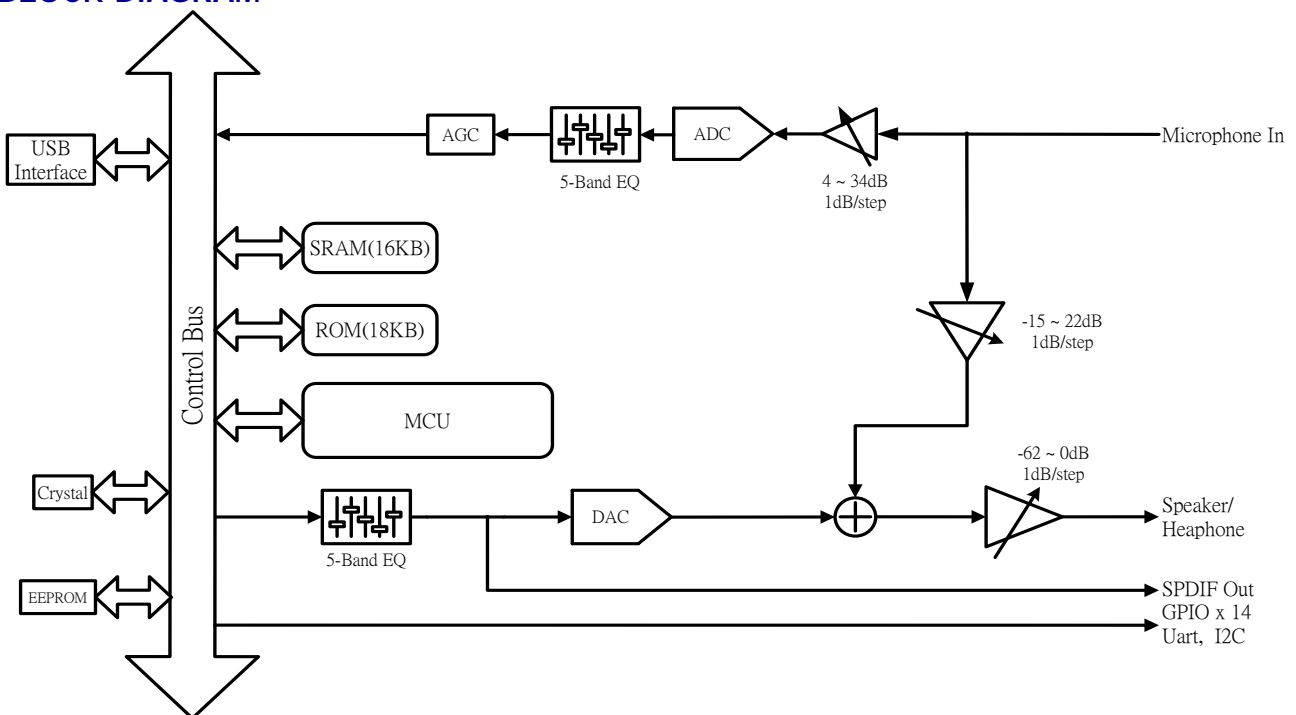 BLOCK DIAGRAM
USB
Interface
AGC
5-Band EQ
ADC
4 ~ 34dB
1dB/step
Microphone In
SRAM(16KB)
ROM(18KB)
-15 ~ 22dB
1dB/step
Control Bus
MCU
-62 ~ 0dB
1dB/step
Crystal
5-Band EQ
DAC
Speaker/
Heaphone
EEPROM
SPDIF Out
GPIO x 14
Uart, I2C